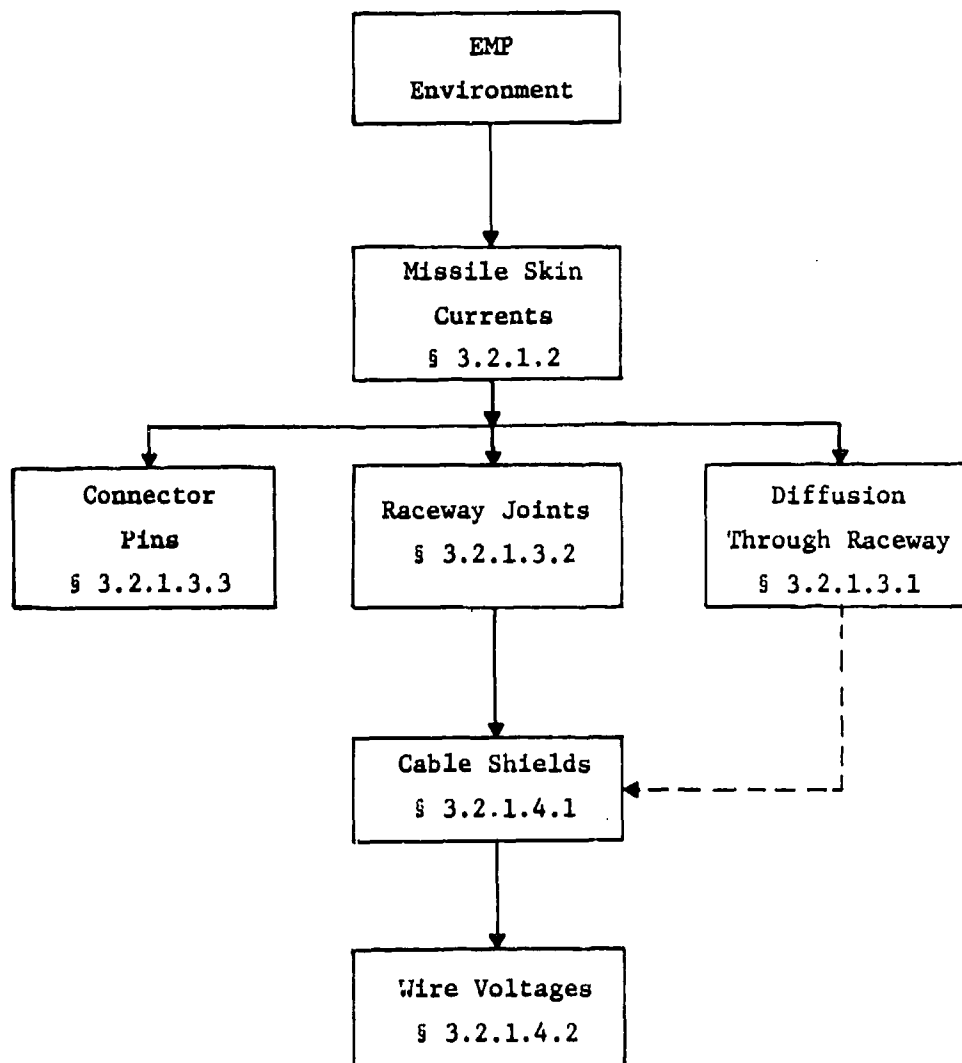 EMP
Environment
Missile Skin
Currents
§ 3.2.1.2
Connector
Pins
§ 3.2.1.3.3
Raceway Joints
§ 3.2.1.3.2
Diffusion
Through Raceway
§ 3.2.1.3.1
Cable Shields
§ 3.2.1.4.1
Wire Voltages
§ 3.2.1.4.2